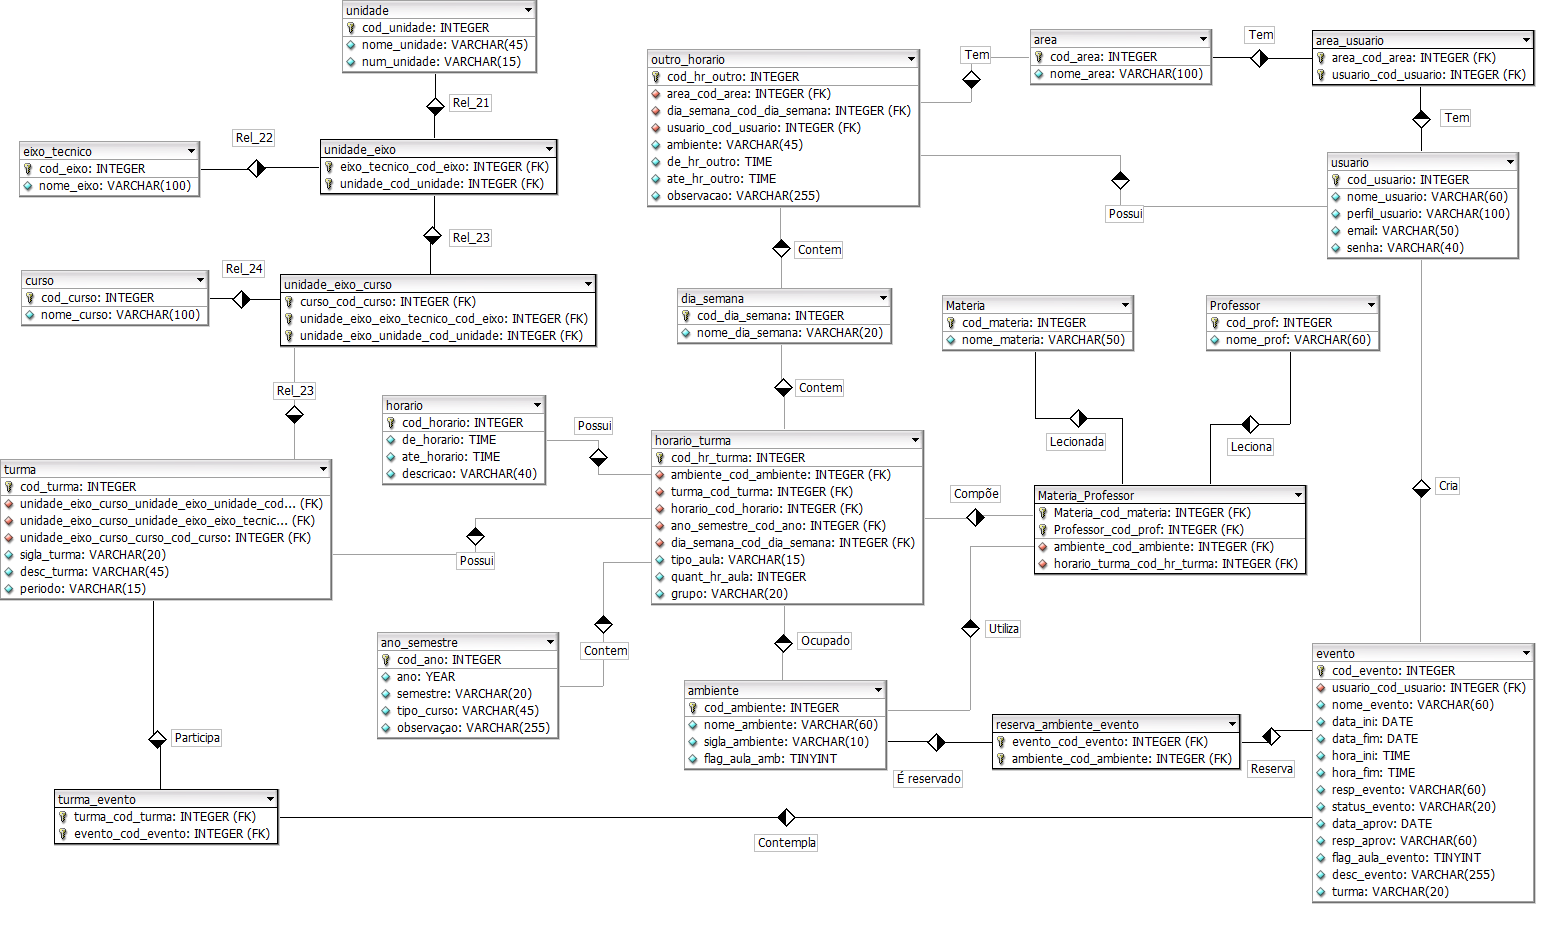 unidade
cod_unidade: INTEGER
nome_unidade: VARCHAR(45)
num_unidade: VARCHAR(15)
Rel_21
eixo_tecnico
cod_eixo: INTEGER
nome_eixo: VARCHAR(100)
Rel_22
unidade_eixo
eixo_tecnico_cod_eixo: INTEGER (FK)
unidade_cod_unidade: INTEGER (FK)
Rel_23
curso
cod_curso: INTEGER
nome_curso: VARCHAR(100)
Rel_24
unidade_eixo_curso
curso_cod_curso: INTEGER (FK)
unidade_eixo_eixo_tecnico_cod_eixo: INTEGER (FK)
unidade_eixo_unidade_cod_unidade: INTEGER (FK)
Rel_23
turma
cod_turma: INTEGER
unidade_eixo_curso_unidade_eixo_unidade_cod... (FK)
unidade_eixo_curso_unidade_eixo_eixo_tecnic... (FK)
unidade_eixo_curso_curso_cod_curso: INTEGER (FK)
sigla_turma: VARCHAR(20)
desc_turma: VARCHAR(45)
periodo: VARCHAR(15)
Participa
turma_evento
turma_cod_turma: INTEGER (FK)
evento_cod_evento: INTEGER (FK)
Contempla
outro_horario
cod_hr_outro: INTEGER
area_cod_area: INTEGER (FK)
dia_semana_cod_dia_semana: INTEGER (FK)
usuario_cod_usuario: INTEGER (FK)
ambiente: VARCHAR(45)
de_hr_outro: TIME
ate_hr_outro: TIME
observacao: VARCHAR(255)
Tem
area
cod_area: INTEGER
nome_area: VARCHAR(100)
Tem
area_usuario
area_cod_area: INTEGER (FK)
usuario_cod_usuario: INTEGER (FK)
Tem
usuario
cod_usuario: INTEGER
nome_usuario: VARCHAR(60)
perfil_usuario: VARCHAR(100)
email: VARCHAR(50)
senha: VARCHAR(40)
Possui
Contem
dia_semana
cod_dia_semana: INTEGER
nome_dia_semana: VARCHAR(20)
Contem
Materia
cod_materia: INTEGER
nome_materia: VARCHAR(50)
Lecionada
Professor
cod_prof: INTEGER
nome_prof: VARCHAR(60)
Leciona
horario
cod_horario: INTEGER
de_horario: TIME
ate_horario: TIME
descricao: VARCHAR(40)
Possui
horario_turma
cod_hr_turma: INTEGER
ambiente_cod_ambiente: INTEGER (FK)
turma_cod_turma: INTEGER (FK)
horario_cod_horario: INTEGER (FK)
ano_semestre_cod_ano: INTEGER (FK)
dia_semana_cod_dia_semana: INTEGER (FK)
tipo_aula: VARCHAR(15)
quant_hr_aula: INTEGER
grupo: VARCHAR(20)
Possui
Compõe
Materia_Professor
Materia_cod_materia: INTEGER (FK)
Professor_cod_prof: INTEGER (FK)
ambiente_cod_ambiente: INTEGER (FK)
horario_turma_cod_hr_turma: INTEGER (FK)
Cria
ano_semestre
cod_ano: INTEGER
ano: YEAR
semestre: VARCHAR(20)
tipo_curso: VARCHAR(45)
observaçao: VARCHAR(255)
Contem
Ocupado
Utiliza
ambiente
cod_ambiente: INTEGER
nome_ambiente: VARCHAR(60)
sigla_ambiente: VARCHAR(10)
flag_aula_amb: TINYINT
É reservado
reserva_ambiente_evento
evento_cod_evento: INTEGER (FK)
ambiente_cod_ambiente: INTEGER (FK)
Reserva
evento
cod_evento: INTEGER
usuario_cod_usuario: INTEGER (FK)
nome_evento: VARCHAR(60)
data_ini: DATE
data_fim: DATE
hora_ini: TIME
hora_fim: TIME
resp_evento: VARCHAR(60)
status_evento: VARCHAR(20)
data_aprov: DATE
resp_aprov: VARCHAR(60)
flag_aula_evento: TINYINT
desc_evento: VARCHAR(255)
turma: VARCHAR(20)